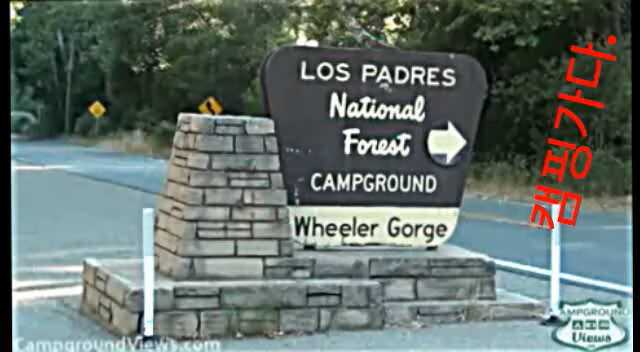 LOS PADRES
National
Forest
CAMPGROUND
Wheeler Gorge
캠핑가다.
CampgroundViews.com
CAMPGROUND
Views